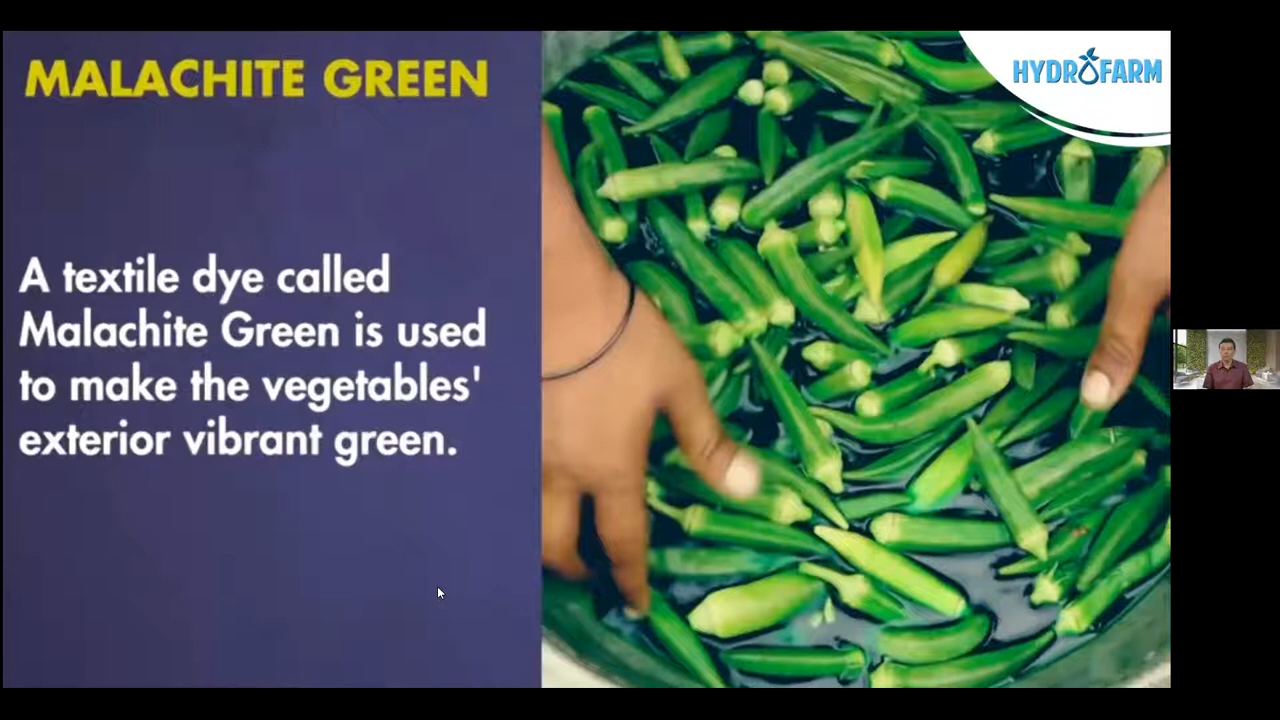 MALACHITE GREEN
HYDROFARM
A textile dye called
Malachite Green is used
to make the vegetables'
exterior vibrant green.